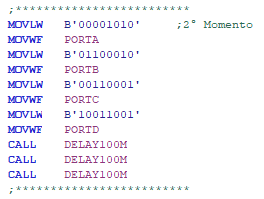 ;*************************
MOVLW B'00001010' ;2° Momento
MOVWF PORTA
MOVLW B'01100010'
MOVWF PORTB
MOVLW B'00110001'
MOVWF PORTC
MOVLW B'10011001'
MOVWF PORTD
CALL DELAY100M
CALL DELAY100M
CALL DELAY100M
;*************************